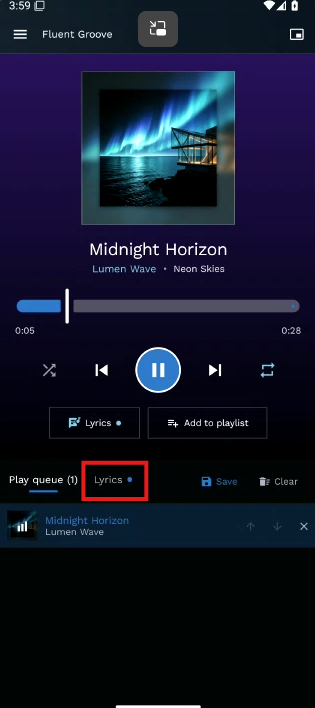 3:59
Fluent Groove
Midnight Horizon
Lumen Wave • Neon Skies
0:05 0:28
Lyrics Add to playlist
Play queue (1) Lyrics Save Clear
Midnight Horizon
Lumen Wave